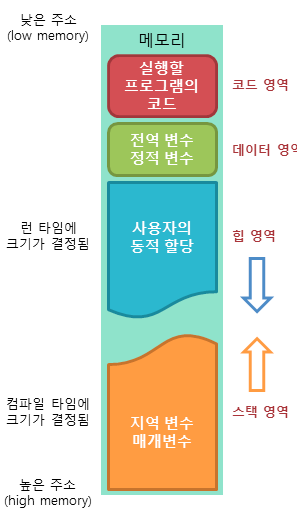 낮은 주소
(low memory)
메모리
실행할
프로그램의
코드
코드 영역
전역 변수
정적 변수
데이터 영역
런 타임에
크기가 결정됨
사용자의
동적 할당
힙 영역
컴파일 타임에
크기가 결정됨
지역 변수
매개변수
스택 영역
높은 주소
(high memory)